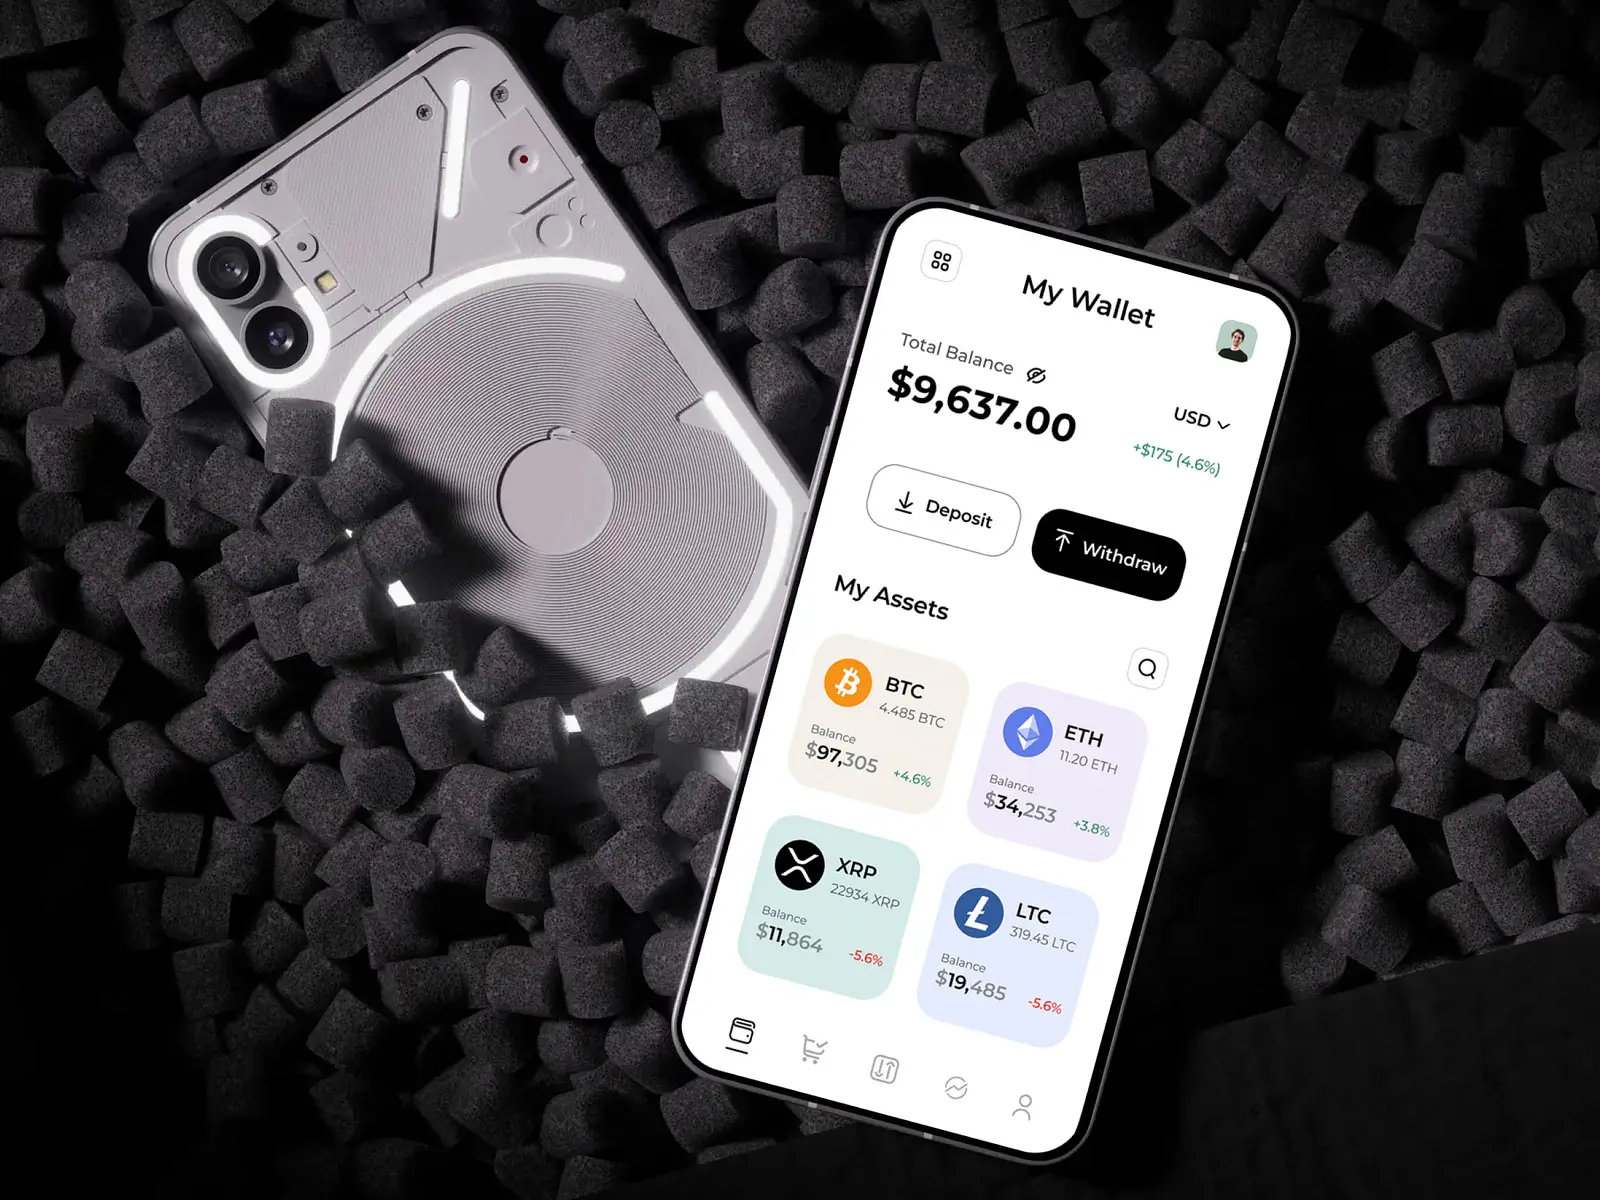 My Wallet
Total Balance
$9,637.00
USD
+$175 (4.6%)
Deposit
Withdraw
My Assets
BTC
4.485 BTC
Balance
$97,305
+4.6%
ETH
11.20 ETH
Balance
$34,253
+3.8%
XRP
22934 XRP
Balance
$11,864
-5.6%
LTC
319.45 LTC
Balance
$19,485
-5.6%